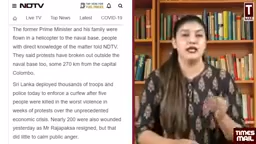 NDTV
Live TV Top News Latest COVID-19
The former Prime Minister and his family were
flown in a helicopter to the naval base, people
with direct knowledge of the matter told NDTV.
They said protests have broken out outside the
naval base too, some 270 km from the capital
Colombo.
Sri Lanka deployed thousands of troops and
police today to enforce a curfew after five
people were killed in the worst violence in
weeks of protests over the unprecedented
economic crisis. Nearly 200 were also wounded
yesterday as Mr Rajapaksa resigned, but that
did little to calm public anger.
T
TIMES
MAIL